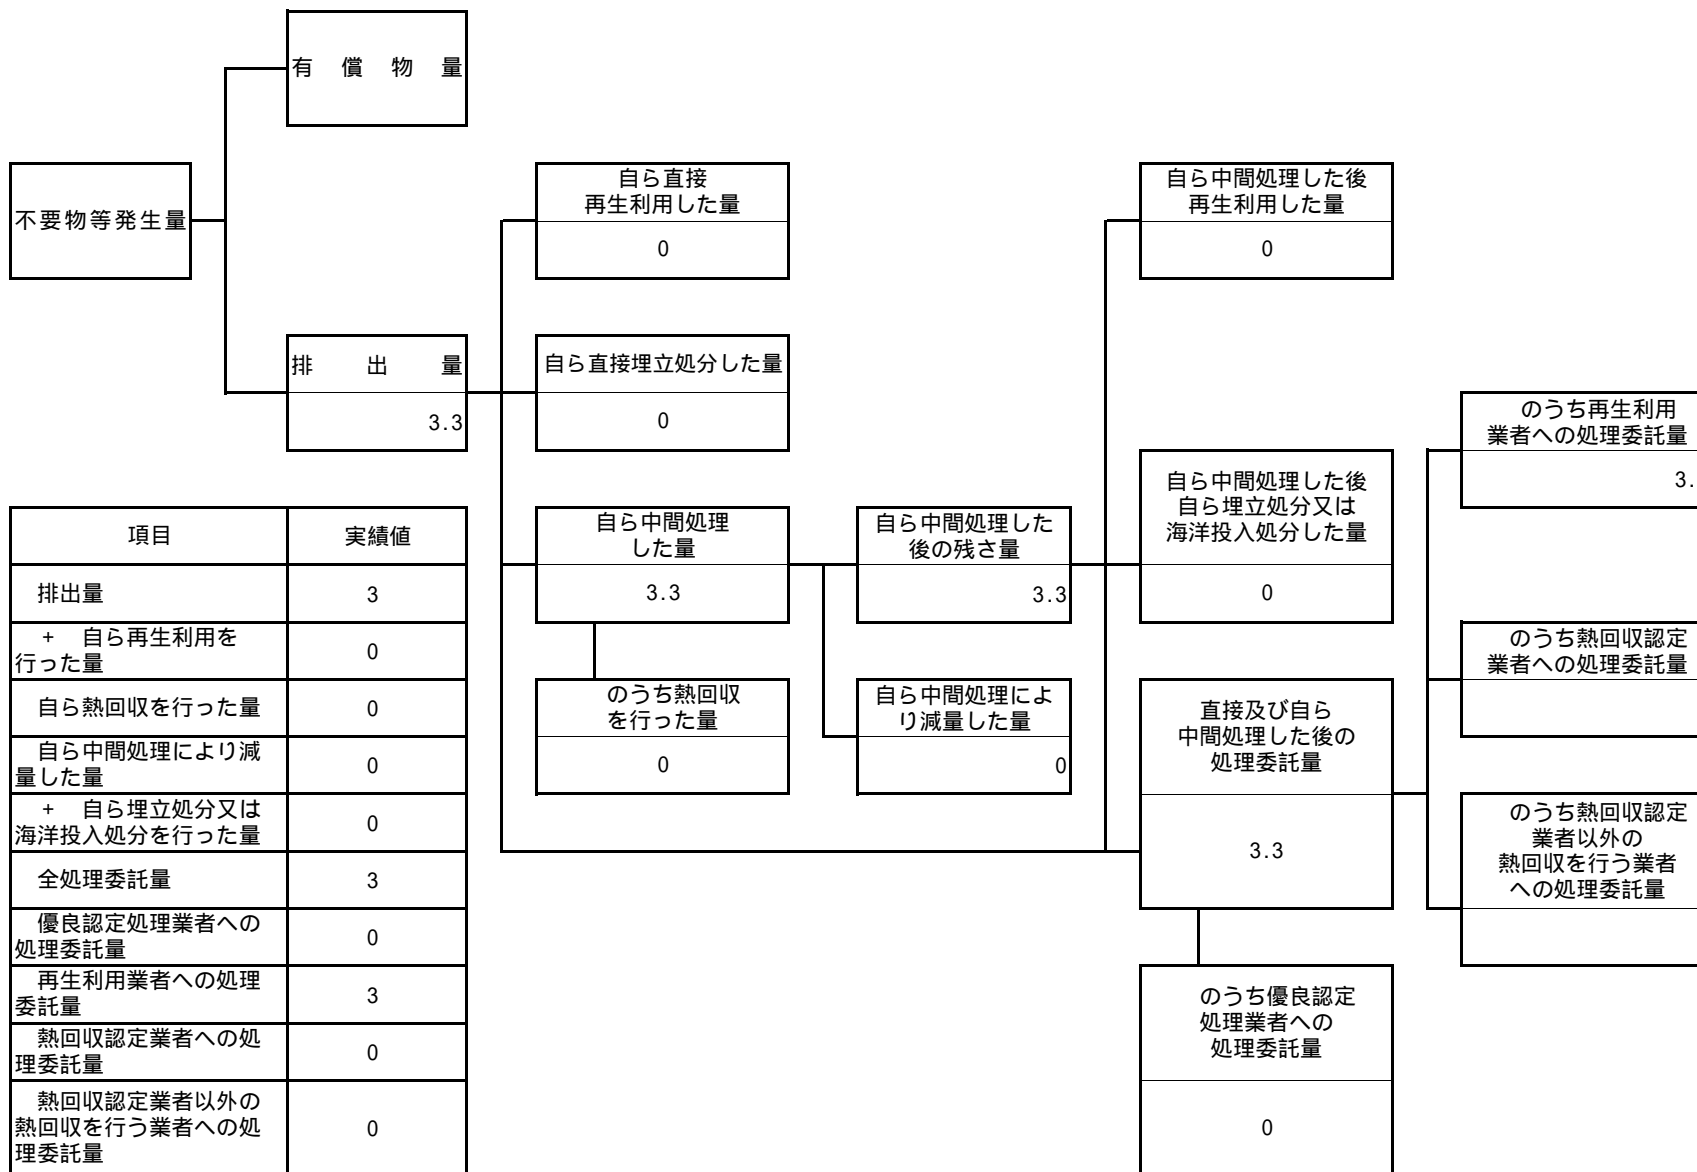 有償物量
不要物等発生量
排出量
3.3
自ら直接
再生利用した量
0
自ら直接埋立処分した量
0
自ら中間処理
した量
3.3
のうち熱回収
を行った量
0
自ら中間処理した
後の残さ量
3.3
自ら中間処理によ
り減量した量
0
自ら中間処理した後
再生利用した量
0
自ら中間処理した後
自ら埋立処分又は
海洋投入処分した量
0
直接及び自ら
中間処理した後の
処理委託量
3.3
のうち優良認定
処理業者への
処理委託量
0
のうち再生利用
業者への処理委託量
3.
のうち熱回収認定
業者への処理委託量
のうち熱回収認定
業者以外の
熱回収を行う業者
への処理委託量
項目 実績値
排出量 3
+ 自ら再生利用を
行った量 0
自ら熱回収を行った量 0
自ら中間処理により減
量した量 0
+ 自ら埋立処分又は
海洋投入処分を行った量 0
全処理委託量 3
優良認定処理業者への
処理委託量 0
再生利用業者への処理
委託量 3
熱回収認定業者への処
理委託量 0
熱回収認定業者以外の
熱回収を行う業者への処
理委託量 0